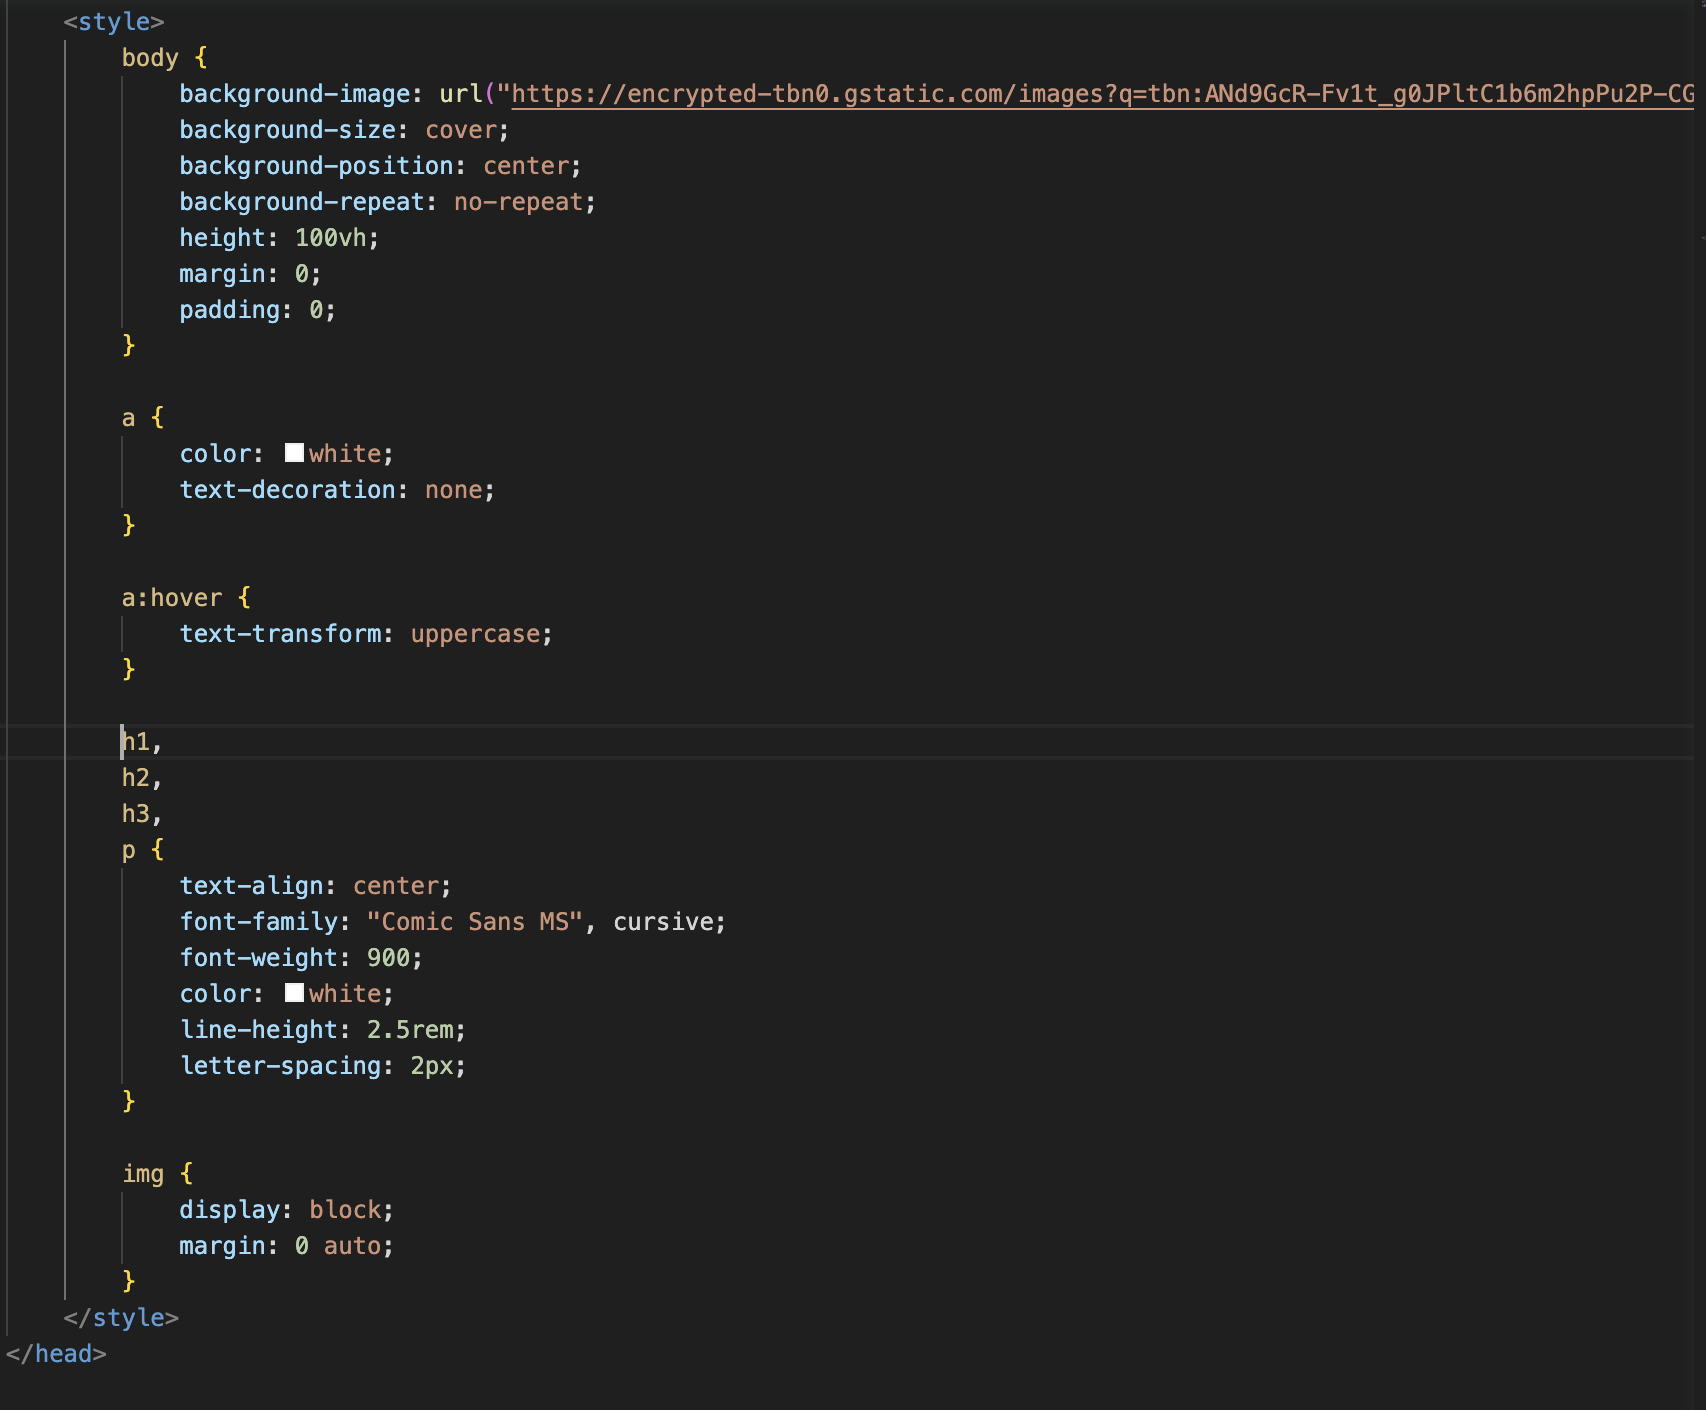 <style>
body {
background-image: url("https://encrypted-tbn0.gstatic.com/images?q=tbn:ANd9GcR-Fv1t_g0JPltC1b6m2hpPu2P-CG
background-size: cover;
background-position: center;
background-repeat: no-repeat;
height: 100vh;
margin: 0;
padding: 0;
}
a {
color: white;
text-decoration: none;
}
a:hover {
text-transform: uppercase;
}
h1,
h2,
h3,
p {
text-align: center;
font-family: "Comic Sans MS", cursive;
font-weight: 900;
color: white;
line-height: 2.5rem;
letter-spacing: 2px;
}
img {
display: block;
margin: 0 auto;
}
</style>
</head>